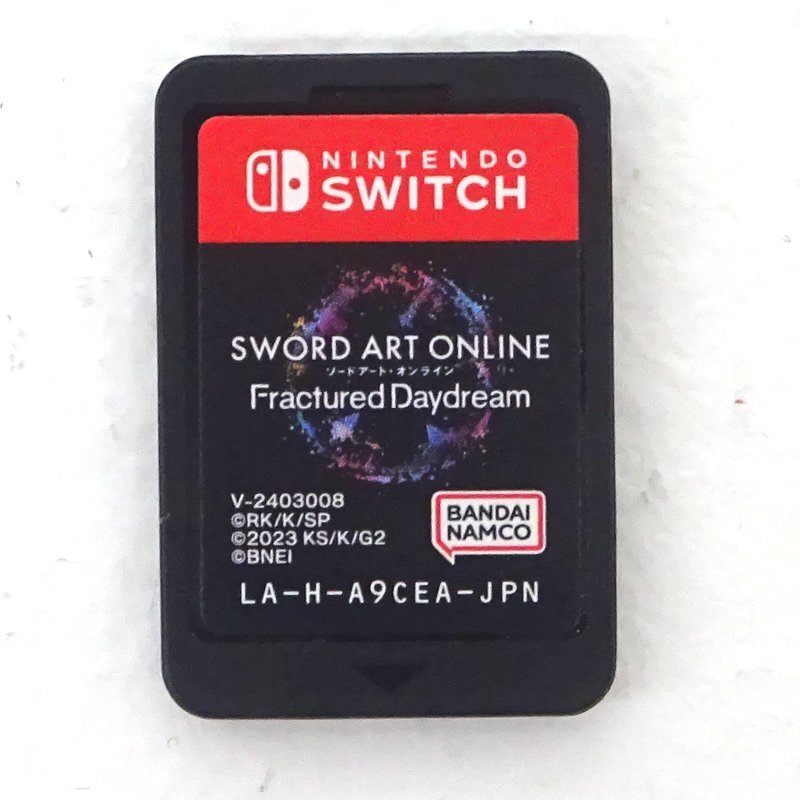 NINTENDO
SWITCH
SWORD ART ONLINE
ソードアート・オンライン
Fractured Daydream
V-2403008
©RK/K/SP
©2023 KS/K/G2
©BNEI
BANDAI
NAMCO
LA-H-A9CEA-JPN